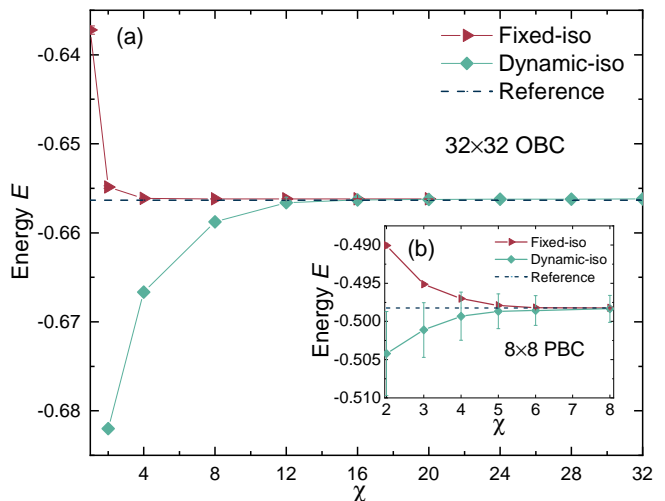 (a)
Fixed-iso
Dynamic-iso
Reference
32×32 OBC
Energy E
-0.64
-0.65
-0.66
-0.67
-0.68
4 8 12 16 20 24 28 32
χ
(b)
Fixed-iso
Dynamic-iso
Reference
8×8 PBC
Energy E
-0.490
-0.495
-0.500
-0.505
-0.510
2 3 4 5 6 7 8
χ